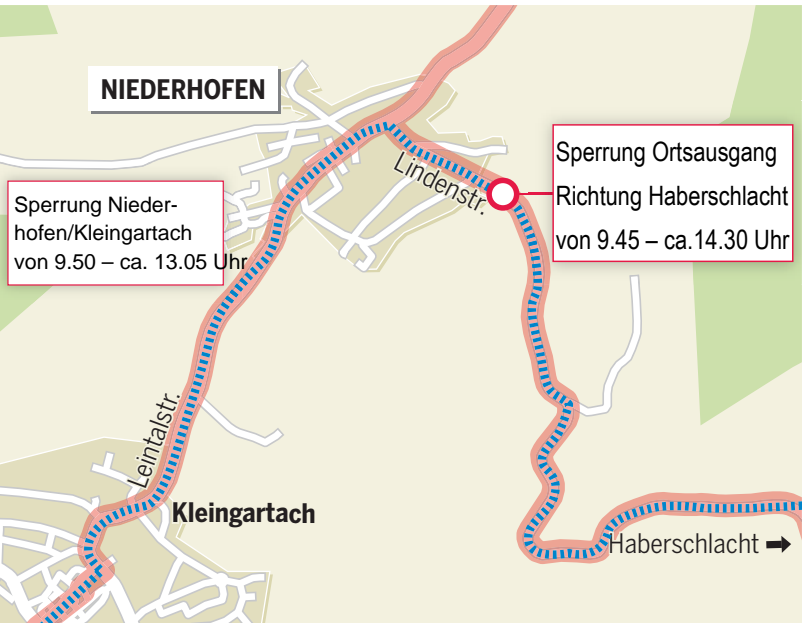 NIEDERHOFEN
Sperrung Ortsausgang
Richtung Haberschlacht
von 9.45 – ca.14.30 Uhr
Lindenstr.
Sperrung Nieder-
hofen/Kleingartach
von 9.50 – ca. 13.05 Uhr
Leintalstr.
Kleingartach
Haberschlacht ➡